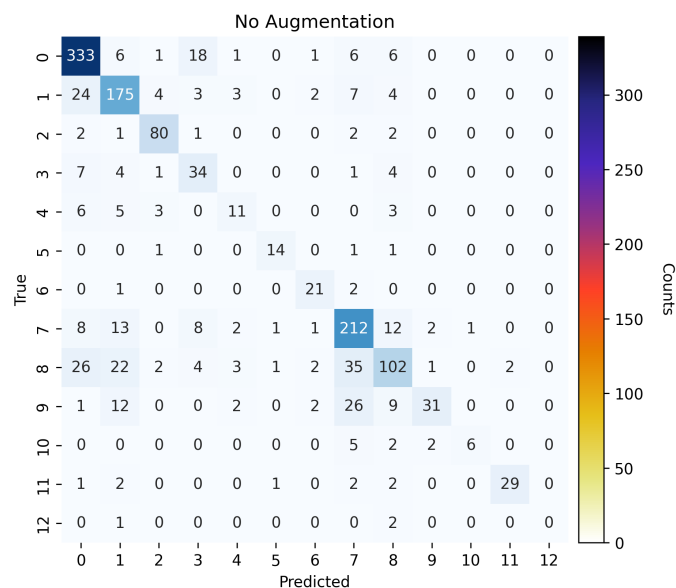 No Augmentation
0 333 6 1 18 1 0 1 6 6 0 0 0 0
1 24 175 4 3 3 0 2 7 4 0 0 0 0
2 2 1 80 1 0 0 0 2 2 0 0 0 0
3 7 4 1 34 0 0 0 1 4 0 0 0 0
4 6 5 3 0 11 0 0 0 3 0 0 0 0
5 0 0 1 0 0 14 0 1 1 0 0 0 0
6 0 1 0 0 0 0 21 2 0 0 0 0 0
7 8 13 0 8 2 1 1 212 12 2 1 0 0
8 26 22 2 4 3 1 2 35 102 1 0 2 0
9 1 12 0 0 2 0 2 26 9 31 0 0 0
10 0 0 0 0 0 0 0 5 2 2 6 0 0
11 1 2 0 0 0 1 0 2 2 0 0 29 0
12 0 1 0 0 0 0 0 0 2 0 0 0 0
0 1 2 3 4 5 6 7 8 9 10 11 12
Predicted
True
300
250
200
150
100
50
0
Counts